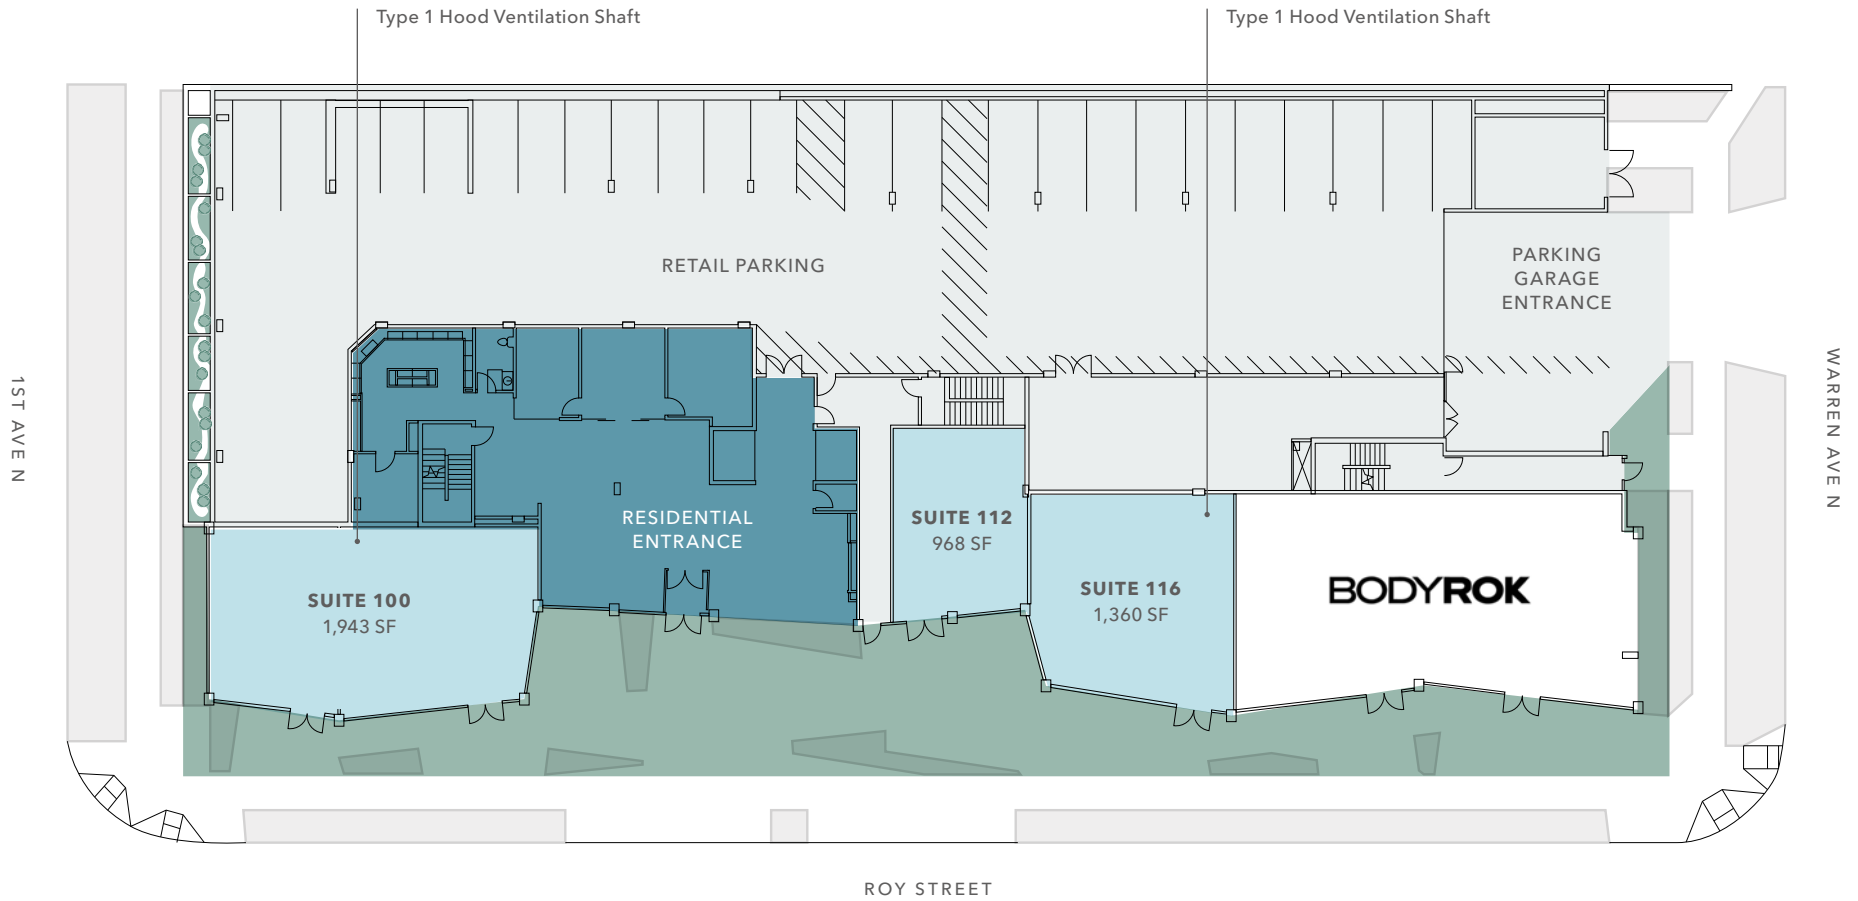 Type 1 Hood Ventilation Shaft
Type 1 Hood Ventilation Shaft
RETAIL PARKING
PARKING
GARAGE
ENTRANCE
1ST AVE N
WARREN AVE N
RESIDENTIAL
ENTRANCE
SUITE 112
968 SF
SUITE 100
1,943 SF
SUITE 116
1,360 SF
BODYROK
ROY STREET